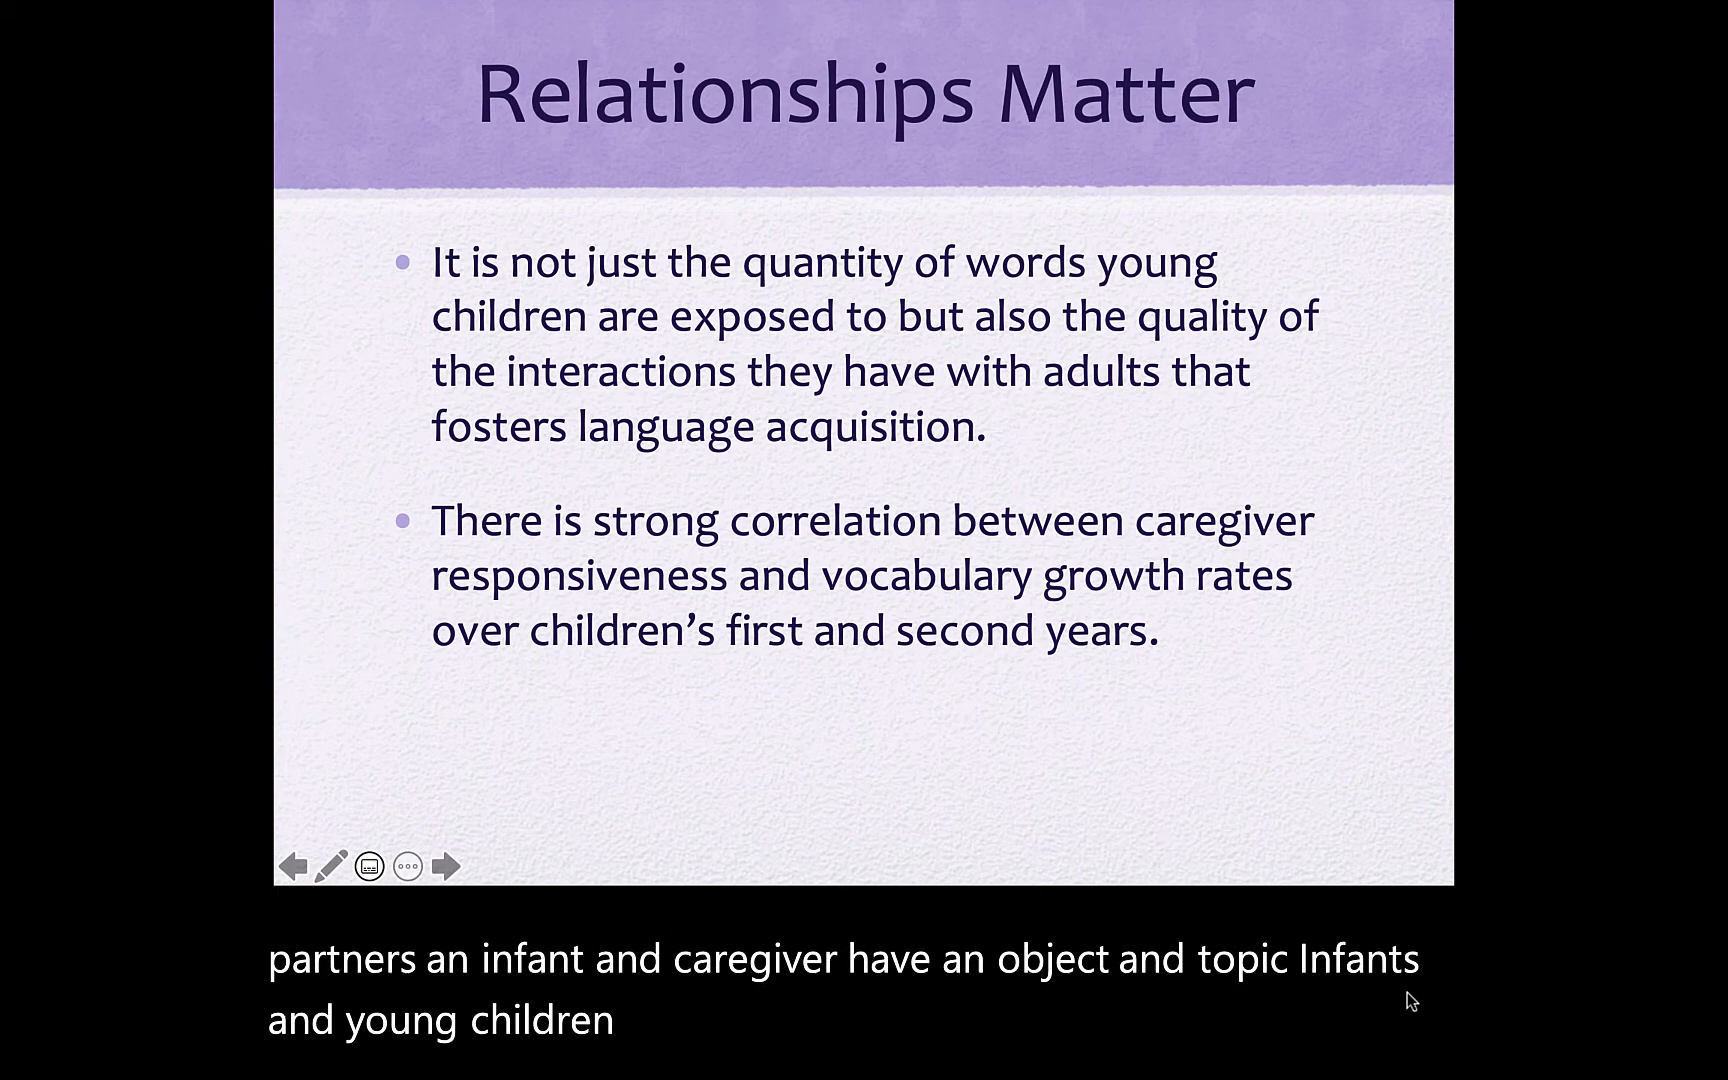 Relationships Matter
• It is not just the quantity of words young
children are exposed to but also the quality of
the interactions they have with adults that
fosters language acquisition.
• There is strong correlation between caregiver
responsiveness and vocabulary growth rates
over children’s first and second years.
partners an infant and caregiver have an object and topic Infants
and young children